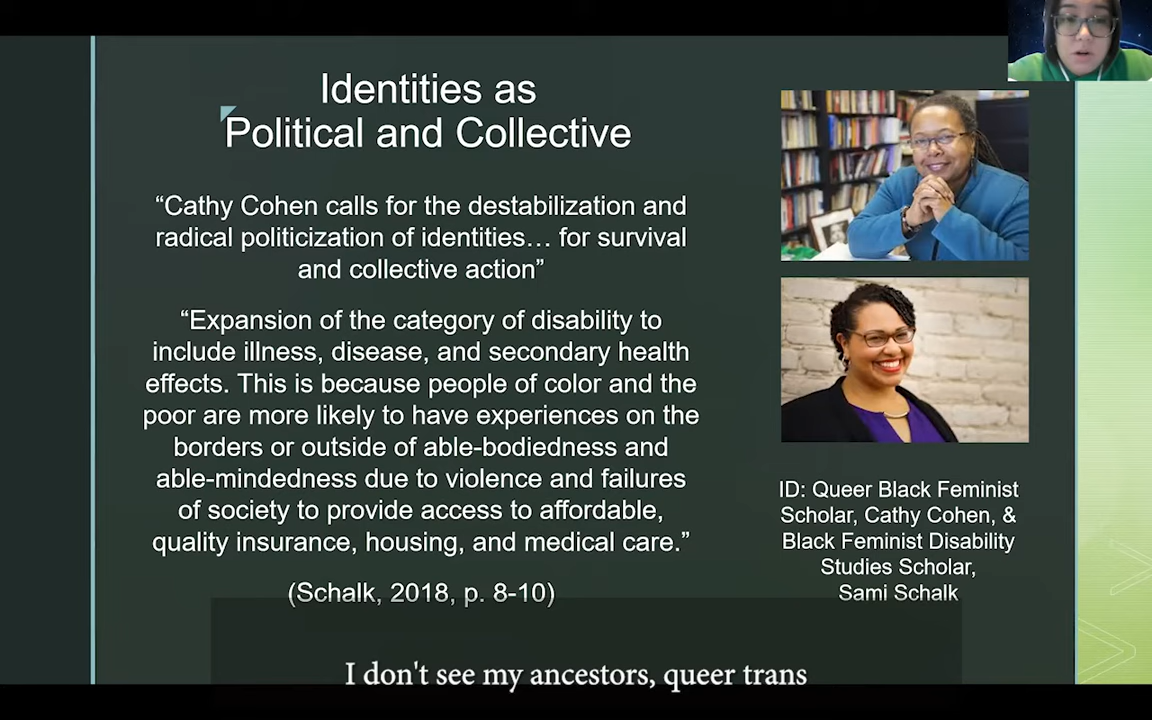 Identities as
Political and Collective
“Cathy Cohen calls for the destabilization and
radical politicization of identities… for survival
and collective action”
“Expansion of the category of disability to
include illness, disease, and secondary health
effects. This is because people of color and the
poor are more likely to have experiences on the
borders or outside of able-bodiedness and
able-mindedness due to violence and failures
of society to provide access to affordable,
quality insurance, housing, and medical care.”
(Schalk, 2018, p. 8-10)
ID: Queer Black Feminist
Scholar, Cathy Cohen, &
Black Feminist Disability
Studies Scholar,
Sami Schalk
I don't see my ancestors, queer trans